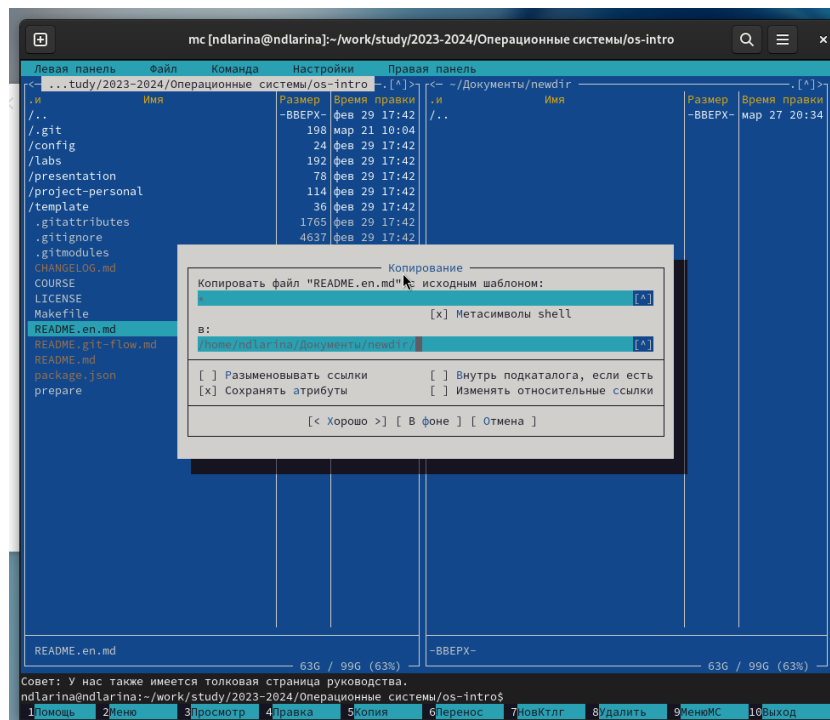 mc [ndlarina@ndlarina]:~/work/study/2023-2024/Операционные системы/os-intro
Левая панель Файл Команда Настройки Правая панель
<— ...tudy/2023-2024/Операционные системы/os-intro —.[^]>
.и Имя Размер Время правки
/.. -ВВЕРХ- фев 29 17:42
/.git 198 мар 21 10:04
/config 24 фев 29 17:42
/labs 192 фев 29 17:42
/presentation 78 фев 29 17:42
/project-personal 114 фев 29 17:42
/template 36 фев 29 17:42
.gitattributes 1765 фев 29 17:42
.gitignore 4637 фев 29 17:42
.gitmodules
CHANGELOG.md
COURSE
LICENSE
Makefile
README.en.md
README.git-flow.md
README.md
package.json
prepare
README.en.md
63G / 99G (63%)
<— ~/Документы/newdir —.[^]>
.и Имя Размер Время правки
/.. -ВВЕРХ- мар 27 20:34
-ВВЕРХ-
63G / 99G (63%)
Копирование
Копировать файл "README.en.md" с исходным шаблоном:
* [^]
[x] Метасимволы shell
в:
/home/ndlarina/Документы/newdir/ [^]
[ ] Разыменовывать ссылки [ ] Внутрь подкаталога, если есть
[x] Сохранять атрибуты [ ] Изменять относительные ссылки
[< Хорошо >] [ В фоне ] [ Отмена ]
Совет: У нас также имеется толковая страница руководства.
ndlarina@ndlarina:~/work/study/2023-2024/Операционные системы/os-intro$
1Помощь 2Меню 3Просмотр 4Правка 5Копия 6Перенос 7НовКтлг 8Удалить 9МенюMC 10Выход